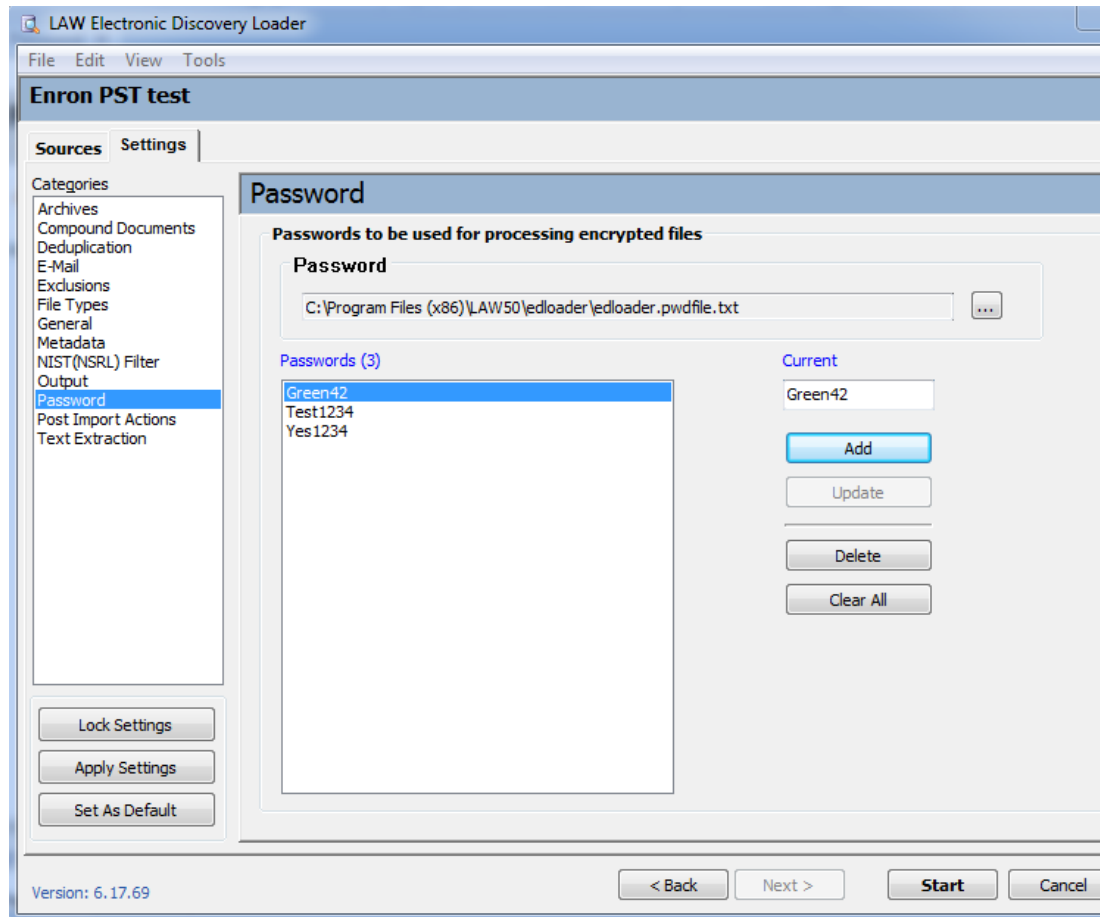 LAW Electronic Discovery Loader
File Edit View Tools
Enron PST test
Sources Settings
Categories
Archives
Compound Documents
Deduplication
E-Mail
Exclusions
File Types
General
Metadata
NIST(NSRL) Filter
Output
Password
Post Import Actions
Text Extraction
Lock Settings
Apply Settings
Set As Default
Password
Passwords to be used for processing encrypted files
Password
C:\Program Files (x86)\LAW50\edloader\edloader.pwdfile.txt
...
Passwords (3)
Green42
Test1234
Yes1234
Current
Green42
Add
Update
Delete
Clear All
Version: 6.17.69
< Back Next > Start Cancel